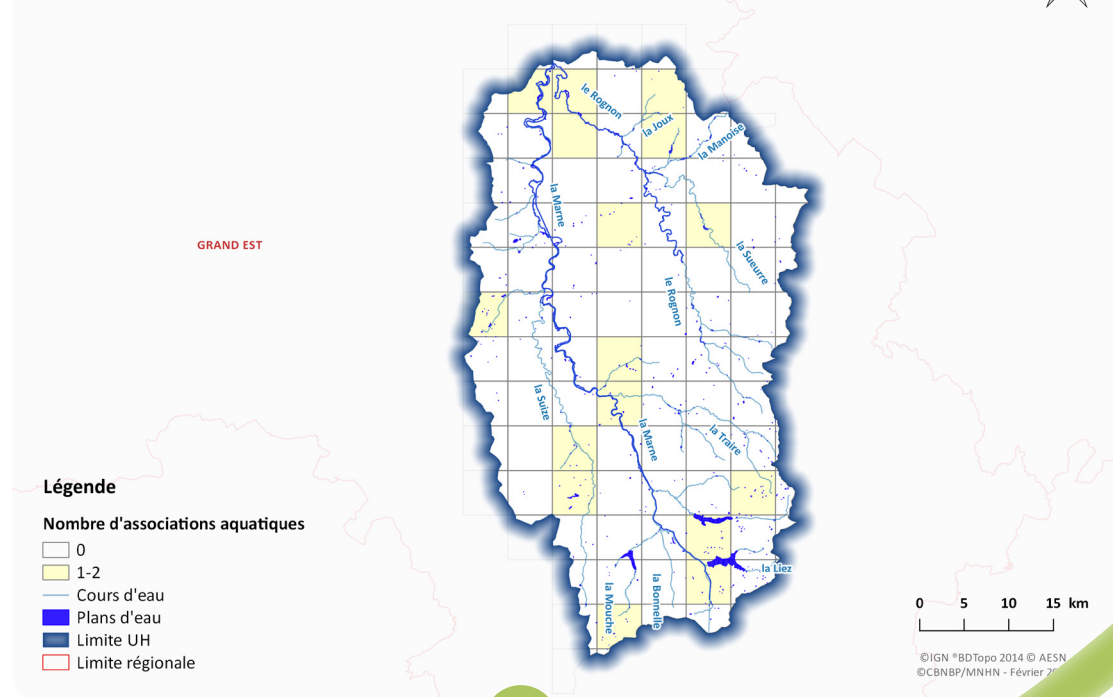 le Rognon
la Joux
la Manoise
la Marne
GRAND EST
la Sueurre
le Rognon
la Suize
la Marne
la Traire
Légende
Nombre d'associations aquatiques
0
1-2
Cours d'eau
Plans d'eau
Limite UH
Limite régionale
la Liez
la Mouche
la Bonnelle
0 5 10 15 km
©IGN ®BDTopo 2014 © AESN
©CBNBP/MNHN - Février